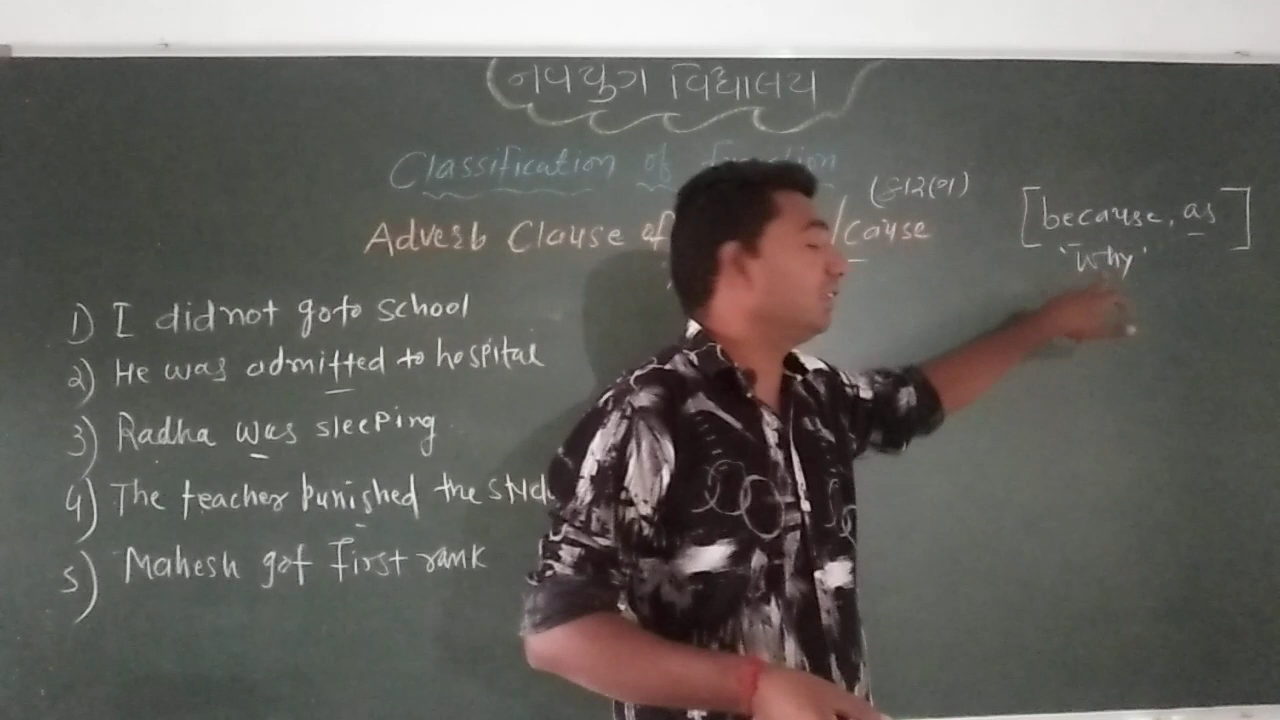 નવયુગ વિદ્યાલય
Classification of
Adverb Clause of /Cause
(કારણ)
[because, as]
'Why'
1) I did not go to school
2) He was admitted to hospital
3) Radha was sleeping
4) The teacher punished the
5) Mahesh got first rank